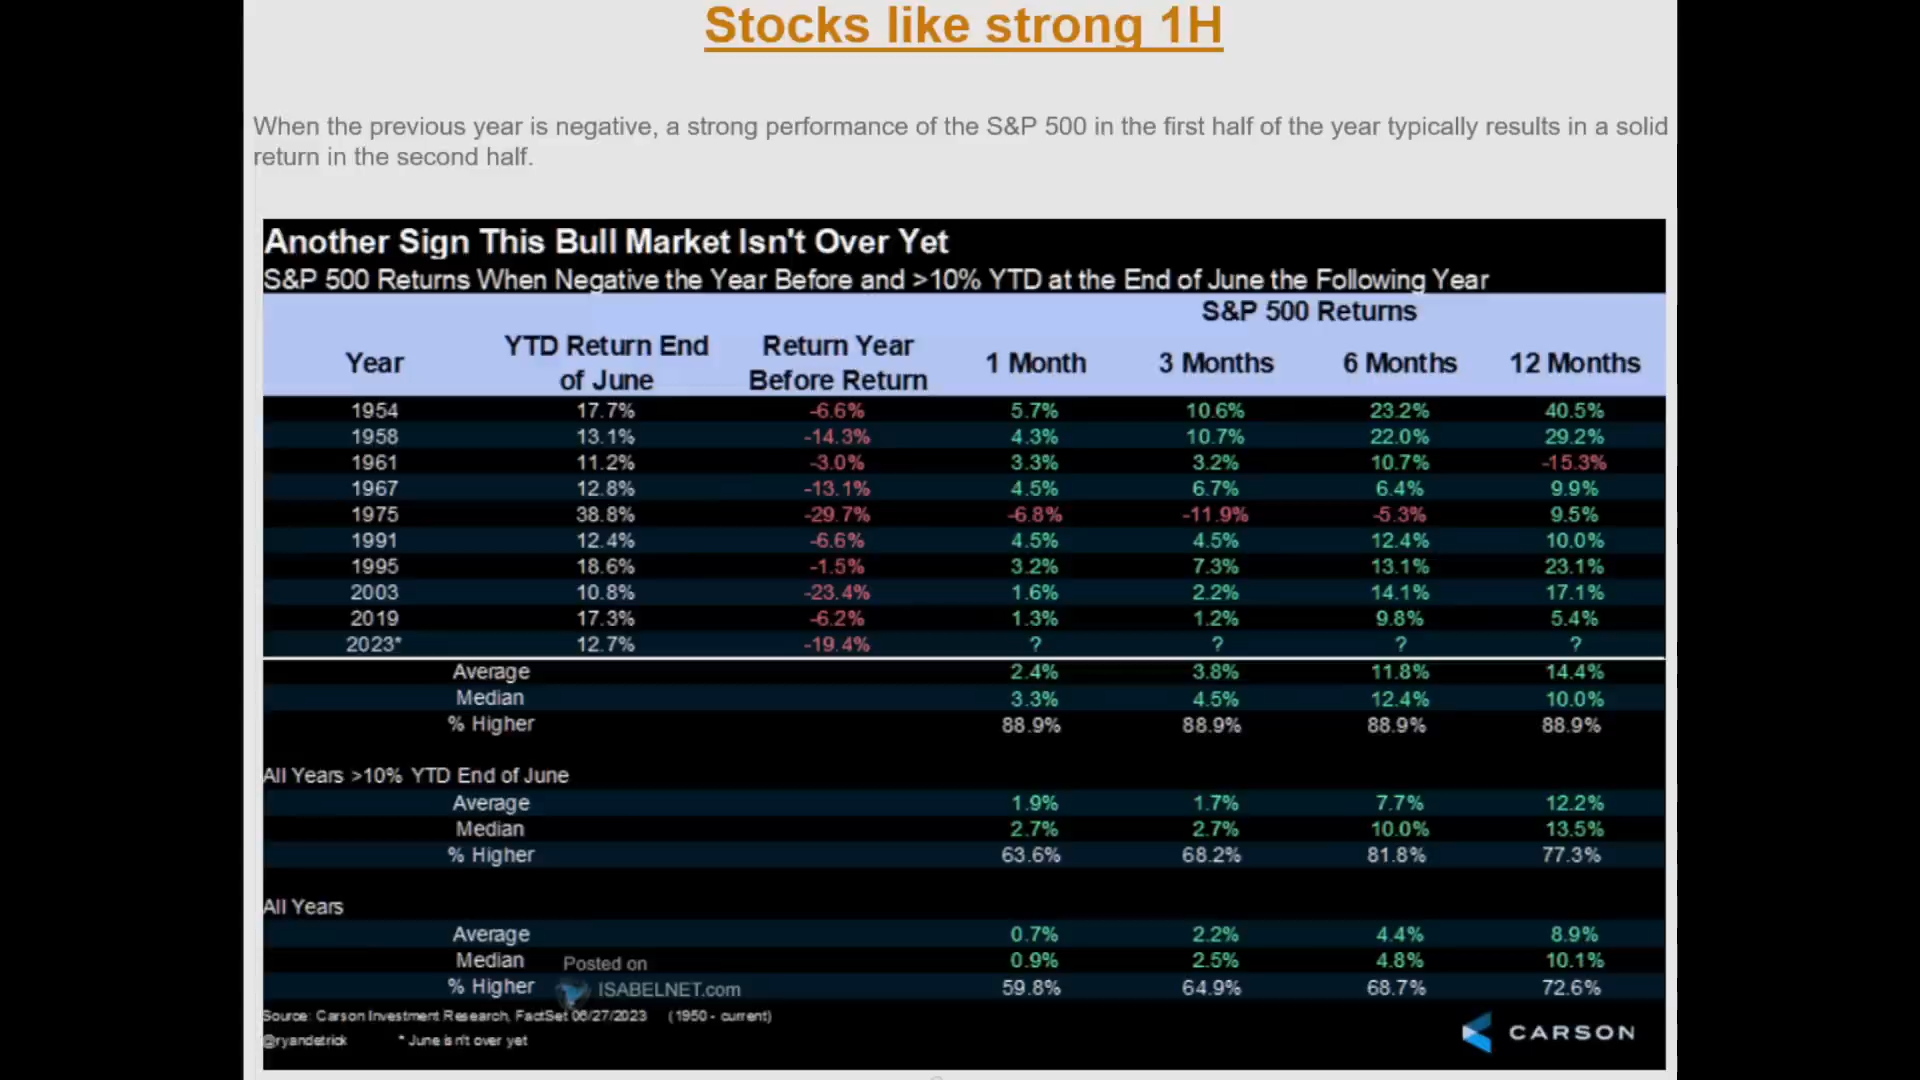 Stocks like strong 1H
When the previous year is negative, a strong performance of the S&P 500 in the first half of the year typically results in a solid
return in the second half.
Another Sign This Bull Market Isn't Over Yet
S&P 500 Returns When Negative the Year Before and >10% YTD at the End of June the Following Year
S&P 500 Returns
Year YTD Return End of June Return Year Before Return 1 Month 3 Months 6 Months 12 Months
1954 17.7% -6.6% 5.7% 10.6% 23.2% 40.5%
1958 13.1% -14.3% 4.3% 10.7% 22.0% 29.2%
1961 11.2% -3.0% 3.3% 3.2% 10.7% -15.3%
1967 12.8% -13.1% 4.5% 6.7% 6.4% 9.9%
1975 38.8% -29.7% -6.8% -11.9% -5.3% 9.5%
1991 12.4% -6.6% 4.5% 4.5% 12.4% 10.0%
1995 18.6% -1.5% 3.2% 7.3% 13.1% 23.1%
2003 10.8% -23.4% 1.6% 2.2% 14.1% 17.1%
2019 17.3% -6.2% 1.3% 1.2% 9.8% 5.4%
2023* 12.7% -19.4% ? ? ? ?
Average 2.4% 3.8% 11.8% 14.4%
Median 3.3% 4.5% 12.4% 10.0%
% Higher 88.9% 88.9% 88.9% 88.9%
All Years >10% YTD End of June
Average 1.9% 1.7% 7.7% 12.2%
Median 2.7% 2.7% 10.0% 13.5%
% Higher 63.6% 68.2% 81.8% 77.3%
All Years
Average 0.7% 2.2% 4.4% 8.9%
Median 0.9% 2.5% 4.8% 10.1%
Posted on
% Higher 59.8% 64.9% 68.7% 72.6%
ISABELNET.com
Source: Carson Investment Research, FactSet 06/27/2023 (1950 - current)
@ryandetrick * June isn't over yet
CARSON